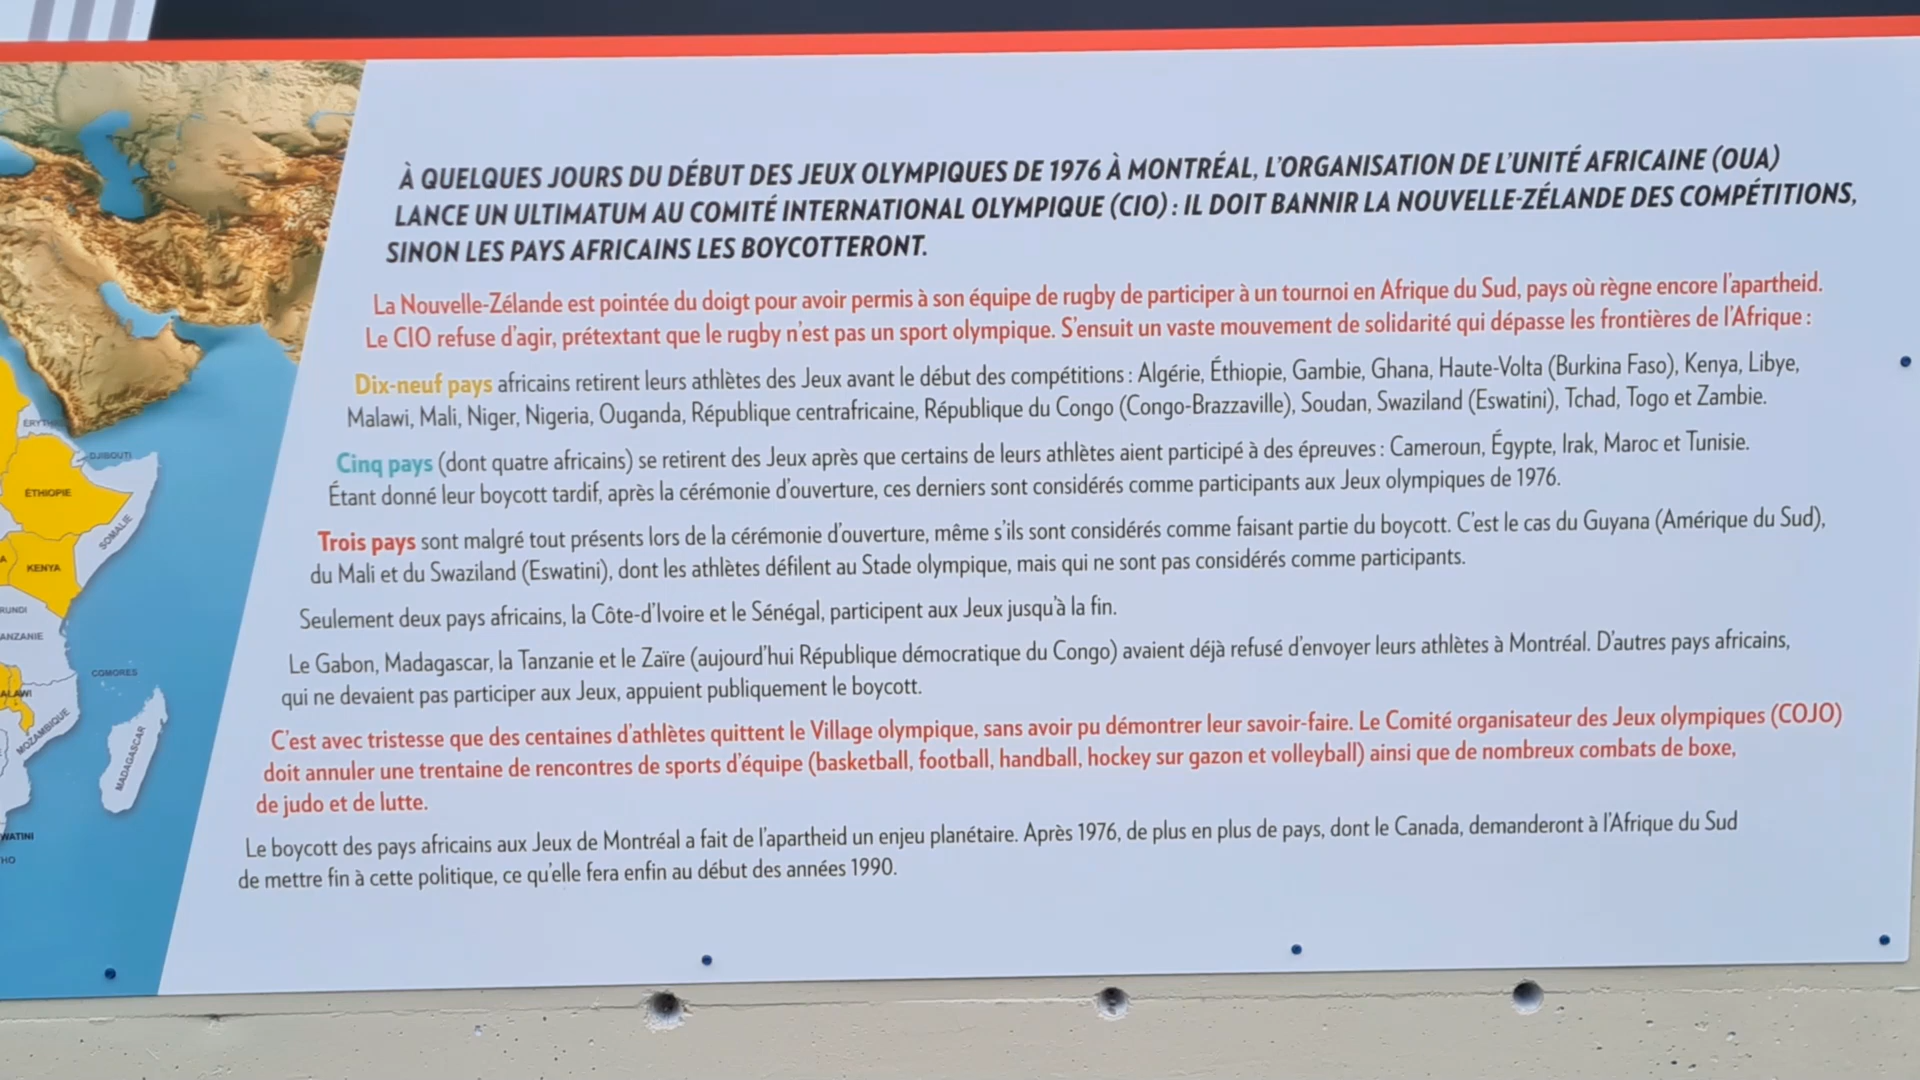 À QUELQUES JOURS DU DÉBUT DES JEUX OLYMPIQUES DE 1976 À MONTRÉAL, L'ORGANISATION DE L'UNITÉ AFRICAINE (OUA)
LANCE UN ULTIMATUM AU COMITÉ INTERNATIONAL OLYMPIQUE (CIO) : IL DOIT BANNIR LA NOUVELLE-ZÉLANDE DES COMPÉTITIONS,
SINON LES PAYS AFRICAINS LES BOYCOTTERONT.
La Nouvelle-Zélande est pointée du doigt pour avoir permis à son équipe de rugby de participer à un tournoi en Afrique du Sud, pays où règne encore l'apartheid.
Le CIO refuse d'agir, prétextant que le rugby n'est pas un sport olympique. S'ensuit un vaste mouvement de solidarité qui dépasse les frontières de l'Afrique :
Dix-neuf pays africains retirent leurs athlètes des Jeux avant le début des compétitions : Algérie, Éthiopie, Gambie, Ghana, Haute-Volta (Burkina Faso), Kenya, Libye,
Malawi, Mali, Niger, Nigeria, Ouganda, République centrafricaine, République du Congo (Congo-Brazzaville), Soudan, Swaziland (Eswatini), Tchad, Togo et Zambie.
Cinq pays (dont quatre africains) se retirent des Jeux après que certains de leurs athlètes aient participé à des épreuves : Cameroun, Égypte, Irak, Maroc et Tunisie.
Étant donné leur boycott tardif, après la cérémonie d'ouverture, ces derniers sont considérés comme participants aux Jeux olympiques de 1976.
Trois pays sont malgré tout présents lors de la cérémonie d'ouverture, même s'ils sont considérés comme faisant partie du boycott. C'est le cas du Guyana (Amérique du Sud),
du Mali et du Swaziland (Eswatini), dont les athlètes défilent au Stade olympique, mais qui ne sont pas considérés comme participants.
Seulement deux pays africains, la Côte-d'Ivoire et le Sénégal, participent aux Jeux jusqu'à la fin.
Le Gabon, Madagascar, la Tanzanie et le Zaïre (aujourd'hui République démocratique du Congo) avaient déjà refusé d'envoyer leurs athlètes à Montréal. D'autres pays africains,
qui ne devaient pas participer aux Jeux, appuient publiquement le boycott.
C'est avec tristesse que des centaines d'athlètes quittent le Village olympique, sans avoir pu démontrer leur savoir-faire. Le Comité organisateur des Jeux olympiques (COJO)
doit annuler une trentaine de rencontres de sports d'équipe (basketball, football, handball, hockey sur gazon et volleyball) ainsi que de nombreux combats de boxe,
de judo et de lutte.
Le boycott des pays africains aux Jeux de Montréal a fait de l'apartheid un enjeu planétaire. Après 1976, de plus en plus de pays, dont le Canada, demanderont à l'Afrique du Sud
de mettre fin à cette politique, ce qu'elle fera enfin au début des années 1990.
ERYTH
DJIBOUTI
ÉTHIOPIE
SOMALIE
KENYA
RUNDI
ANZANIE
COMORES
ALAWI
MOZAMBIQUE
MADAGASCAR
WATINI
HO